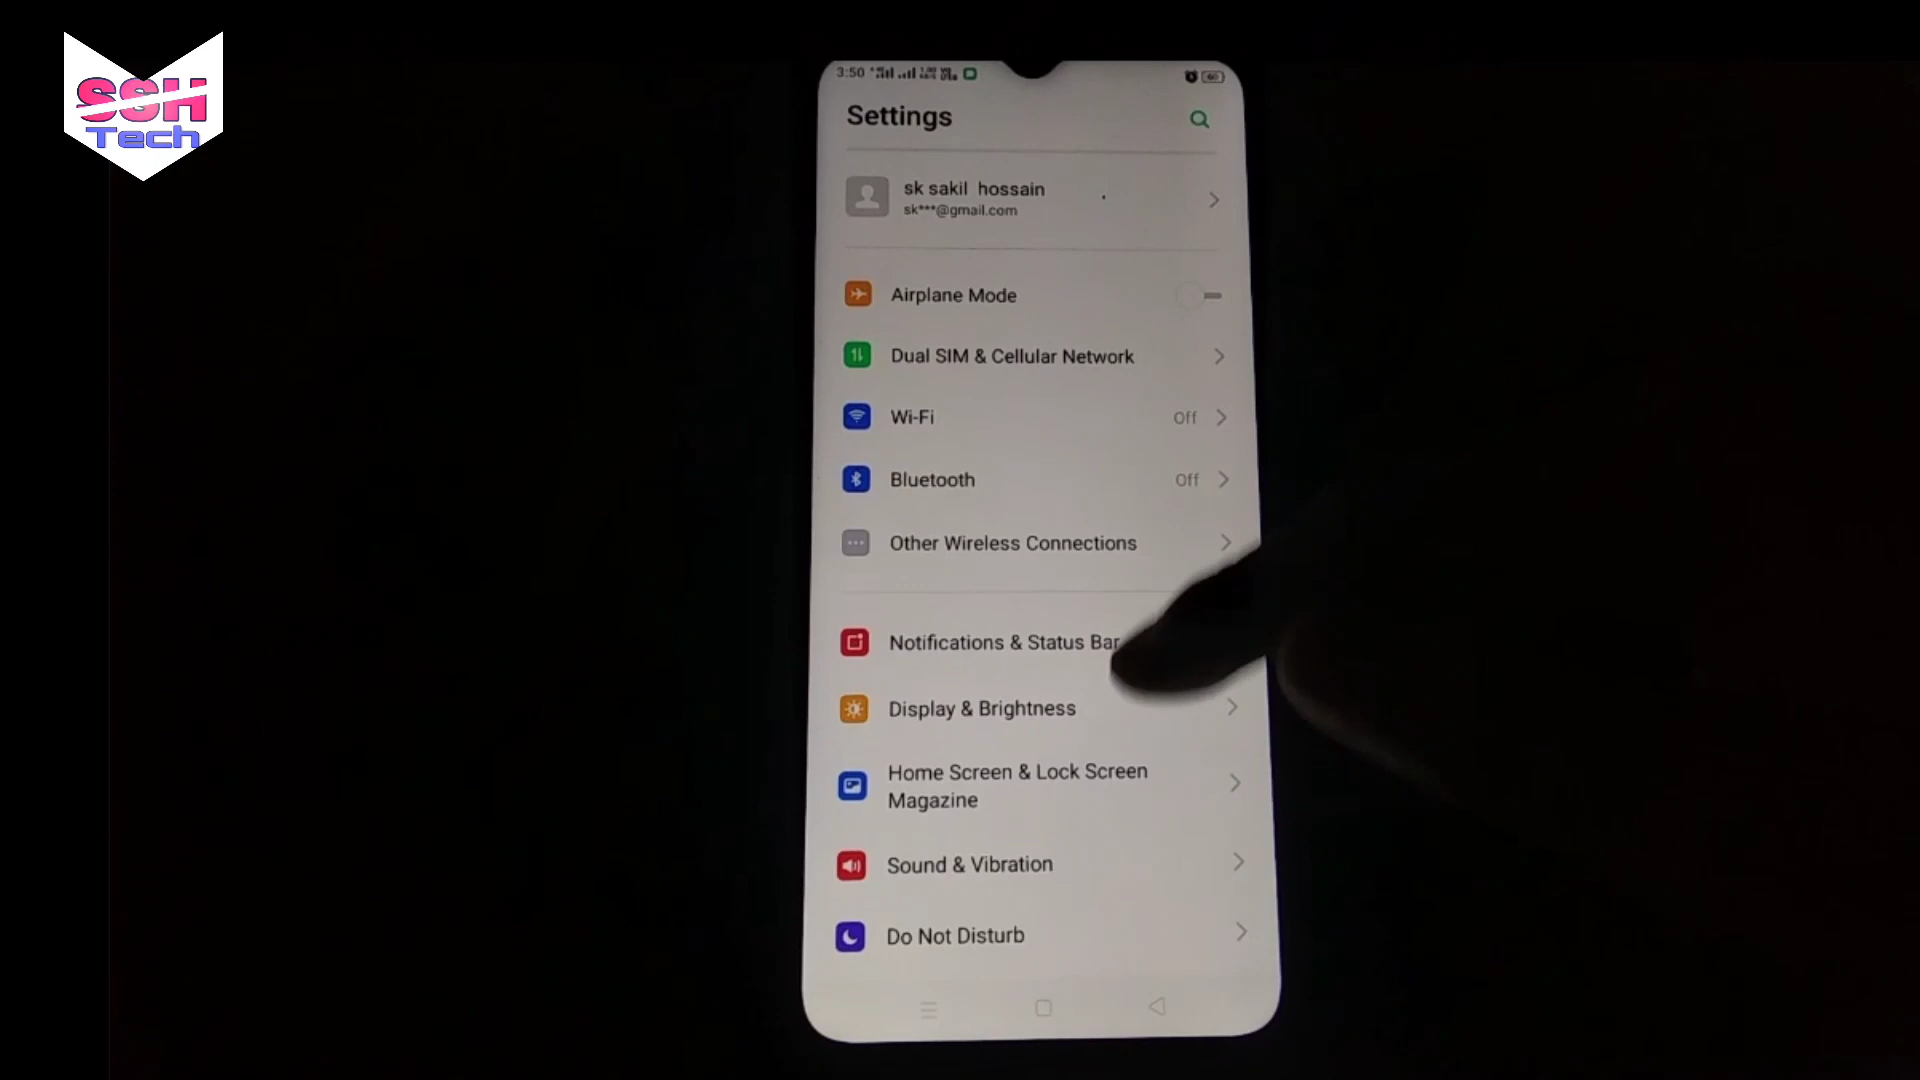 SSH
Tech
3:50
60
Settings
sk sakil hossain
sk***@gmail.com
Airplane Mode
Dual SIM & Cellular Network
Wi-Fi Off
Bluetooth Off
Other Wireless Connections
Notifications & Status Bar
Display & Brightness
Home Screen & Lock Screen
Magazine
Sound & Vibration
Do Not Disturb